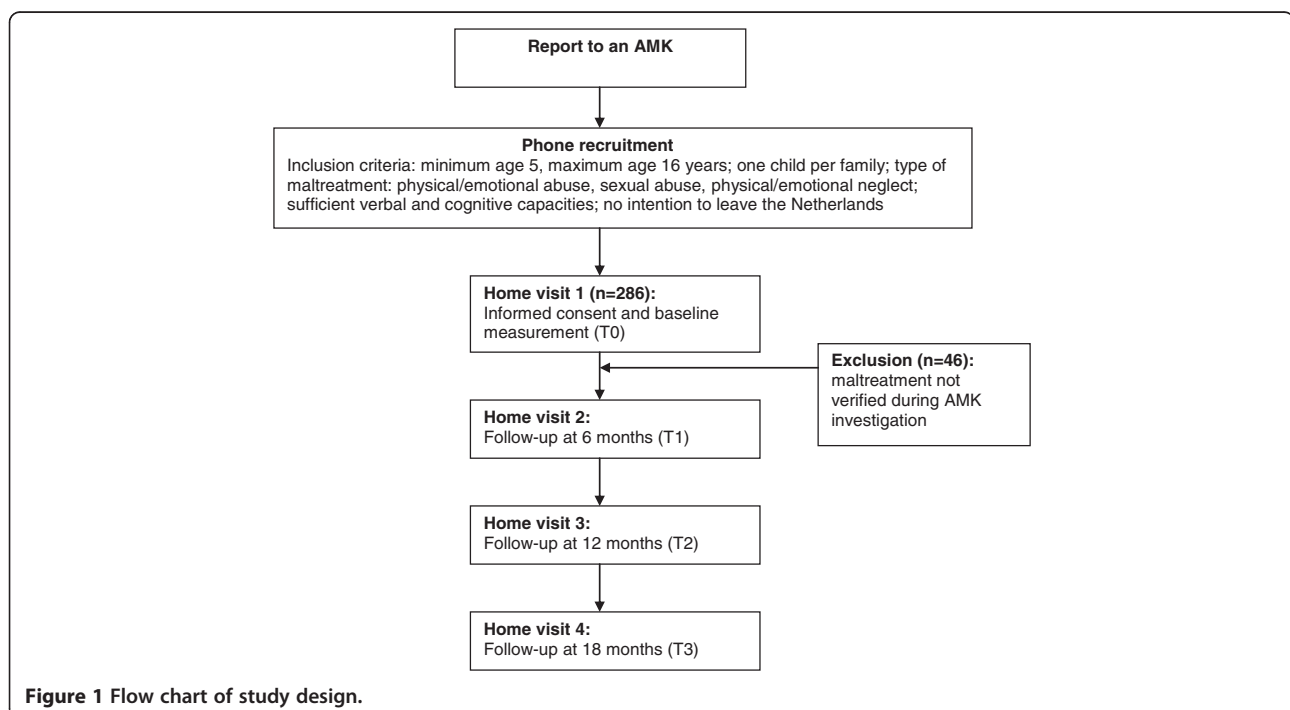 Report to an AMK
Phone recruitment
Inclusion criteria: minimum age 5, maximum age 16 years; one child per family; type of
maltreatment: physical/emotional abuse, sexual abuse, physical/emotional neglect;
sufficient verbal and cognitive capacities; no intention to leave the Netherlands
Home visit 1 (n=286):
Informed consent and baseline
measurement (T0)
Exclusion (n=46):
maltreatment not
verified during AMK
investigation
Home visit 2:
Follow-up at 6 months (T1)
Home visit 3:
Follow-up at 12 months (T2)
Home visit 4:
Follow-up at 18 months (T3)
Figure 1 Flow chart of study design.